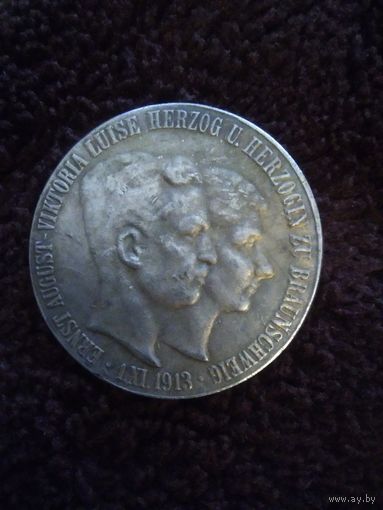 ERNST AUGUST · VIKTORIA LUISE HERZOG U. HERZOGIN ZU BRAUNSCHWEIG
· 1.XI. 1913 ·
www.ay.by